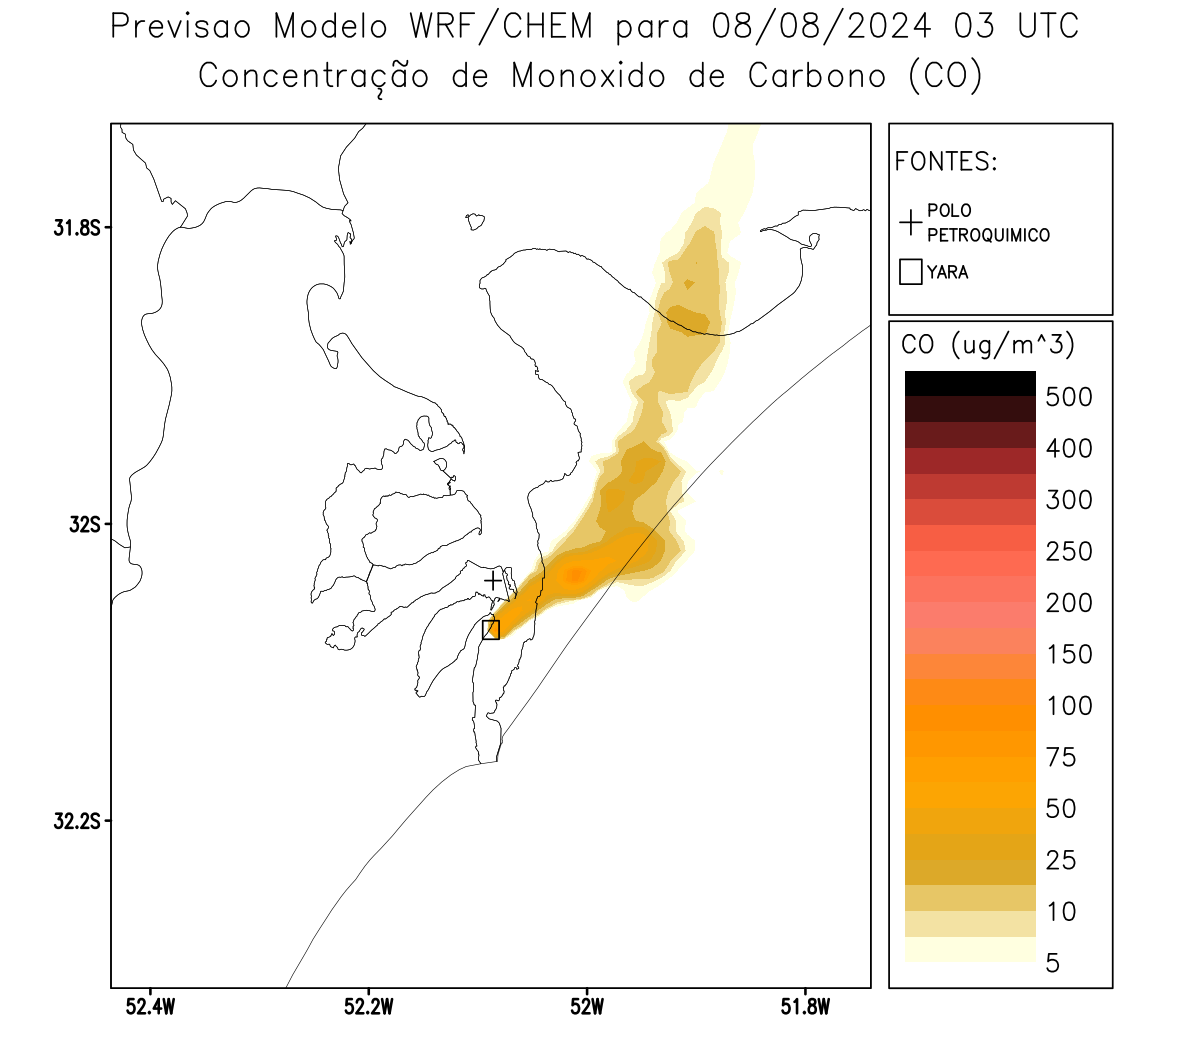 Previsao Modelo WRF/CHEM para 08/08/2024 03 UTC
Concentração de Monoxido de Carbono (CO)
FONTES:
POLO
PETROQUIMICO
YARA
CO (ug/m^3)
500
400
300
250
200
150
100
75
50
25
10
5
31.8S
32S
32.2S
52.4W
52.2W
52W
51.8W